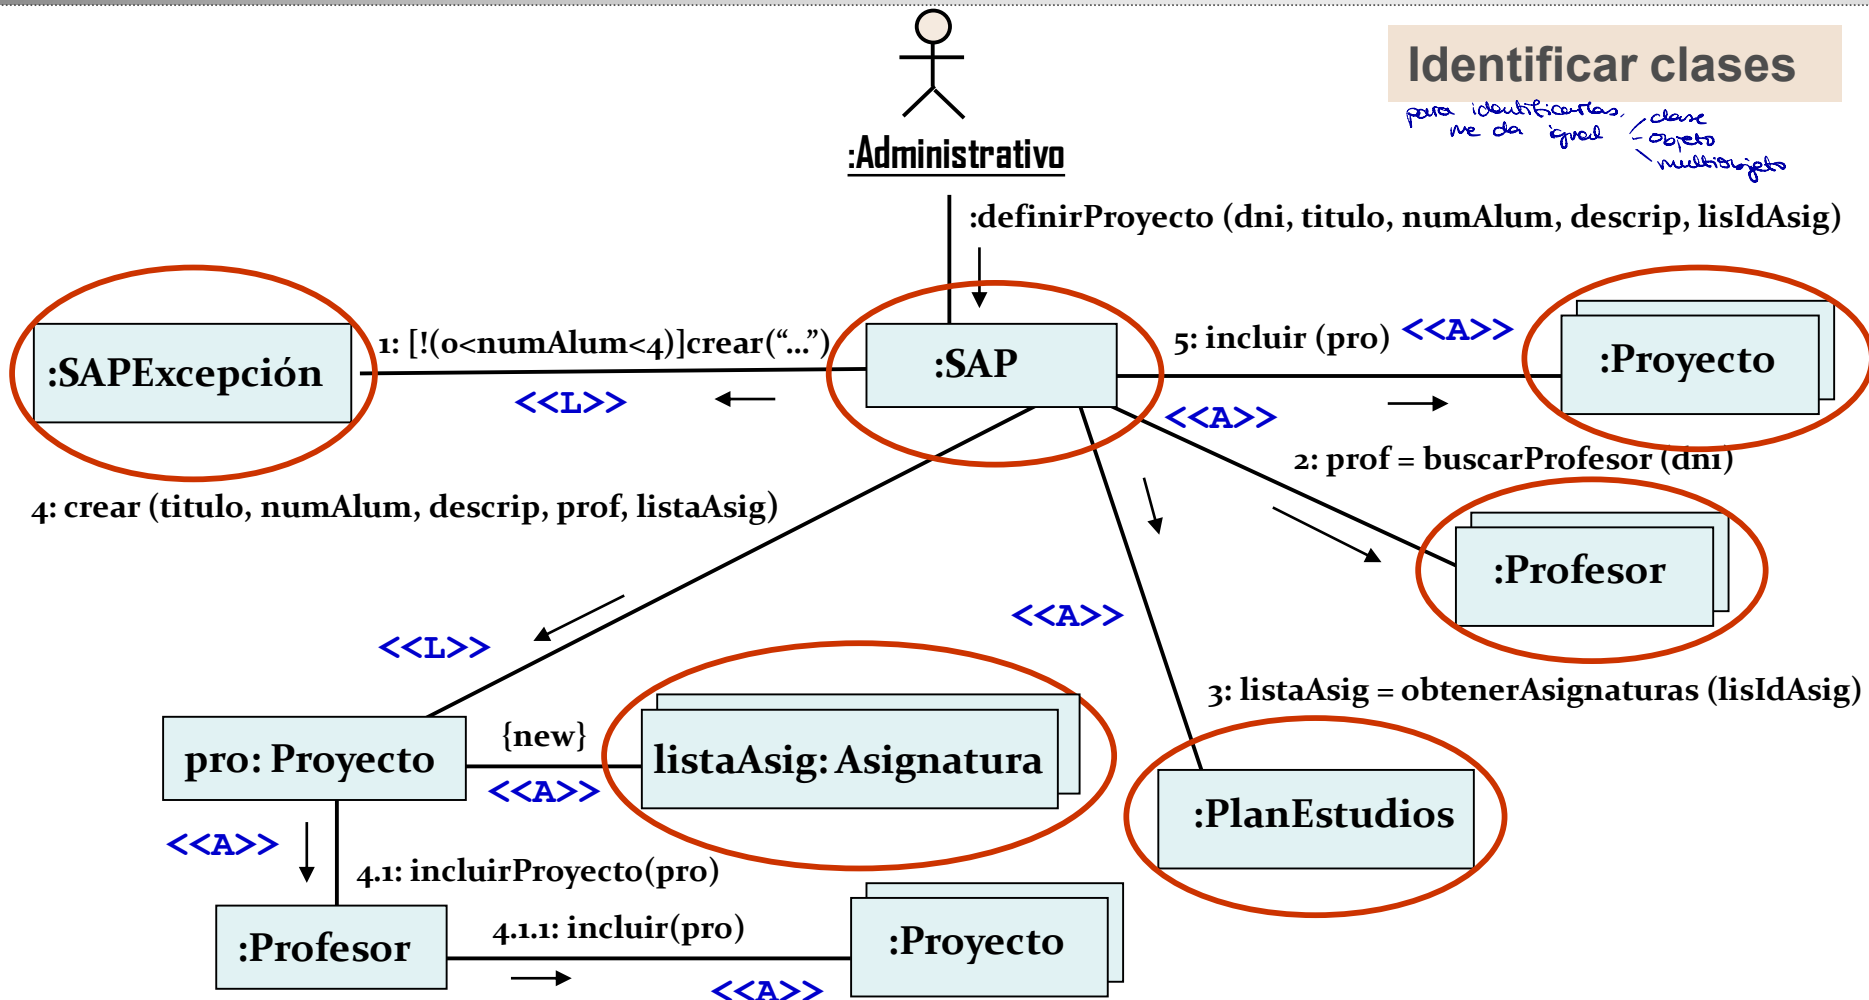 Identificar clases
para identificarlas,
me da igual
clase
objeto
multiobjeto
:Administrativo
:definirProyecto (dni, titulo, numAlum, descrip, lisIdAsig)
:SAPExcepción
1: [!(0<numAlum<4)]crear("...")
<<L>>
:SAP
5: incluir (pro)
<<A>>
:Proyecto
<<A>>
2: prof = buscarProfesor (dni)
4: crear (titulo, numAlum, descrip, prof, listaAsig)
:Profesor
<<A>>
<<L>>
3: listaAsig = obtenerAsignaturas (lisIdAsig)
pro: Proyecto
{new}
<<A>>
listaAsig: Asignatura
:PlanEstudios
<<A>>
4.1: incluirProyecto(pro)
:Profesor
4.1.1: incluir(pro)
<<A>>
:Proyecto